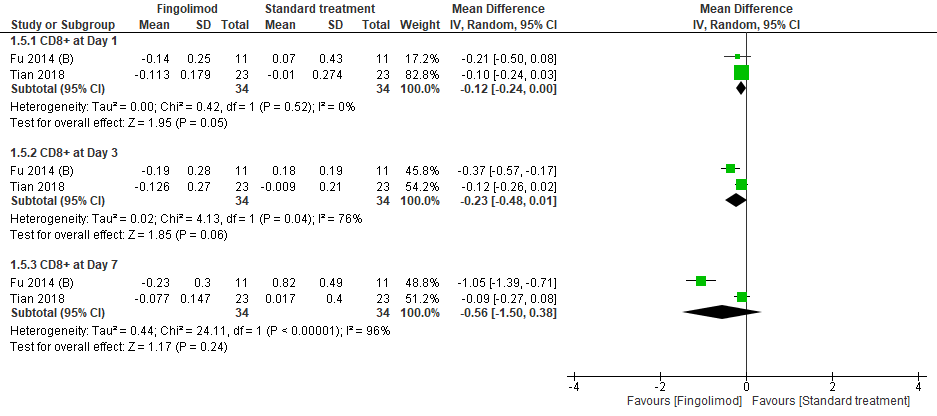 Fingolimod Standard treatment Mean Difference Mean Difference
Study or Subgroup Mean SD Total Mean SD Total Weight IV, Random, 95% CI IV, Random, 95% CI
1.5.1 CD8+ at Day 1
Fu 2014 (B) -0.14 0.25 11 0.07 0.43 11 17.2% -0.21 [-0.50, 0.08]
Tian 2018 -0.113 0.179 23 -0.01 0.274 23 82.8% -0.10 [-0.24, 0.03]
Subtotal (95% CI) 34 34 100.0% -0.12 [-0.24, 0.00]
Heterogeneity: Tau² = 0.00; Chi² = 0.42, df = 1 (P = 0.52); I² = 0%
Test for overall effect: Z = 1.95 (P = 0.05)
1.5.2 CD8+ at Day 3
Fu 2014 (B) -0.19 0.28 11 0.18 0.19 11 45.8% -0.37 [-0.57, -0.17]
Tian 2018 -0.126 0.27 23 -0.009 0.21 23 54.2% -0.12 [-0.26, 0.02]
Subtotal (95% CI) 34 34 100.0% -0.23 [-0.48, 0.01]
Heterogeneity: Tau² = 0.02; Chi² = 4.13, df = 1 (P = 0.04); I² = 76%
Test for overall effect: Z = 1.85 (P = 0.06)
1.5.3 CD8+ at Day 7
Fu 2014 (B) -0.23 0.3 11 0.82 0.49 11 48.8% -1.05 [-1.39, -0.71]
Tian 2018 -0.077 0.147 23 0.017 0.4 23 51.2% -0.09 [-0.27, 0.08]
Subtotal (95% CI) 34 34 100.0% -0.56 [-1.50, 0.38]
Heterogeneity: Tau² = 0.44; Chi² = 24.11, df = 1 (P < 0.00001); I² = 96%
Test for overall effect: Z = 1.17 (P = 0.24)
-4 -2 0 2 4
Favours [Fingolimod] Favours [Standard treatment]